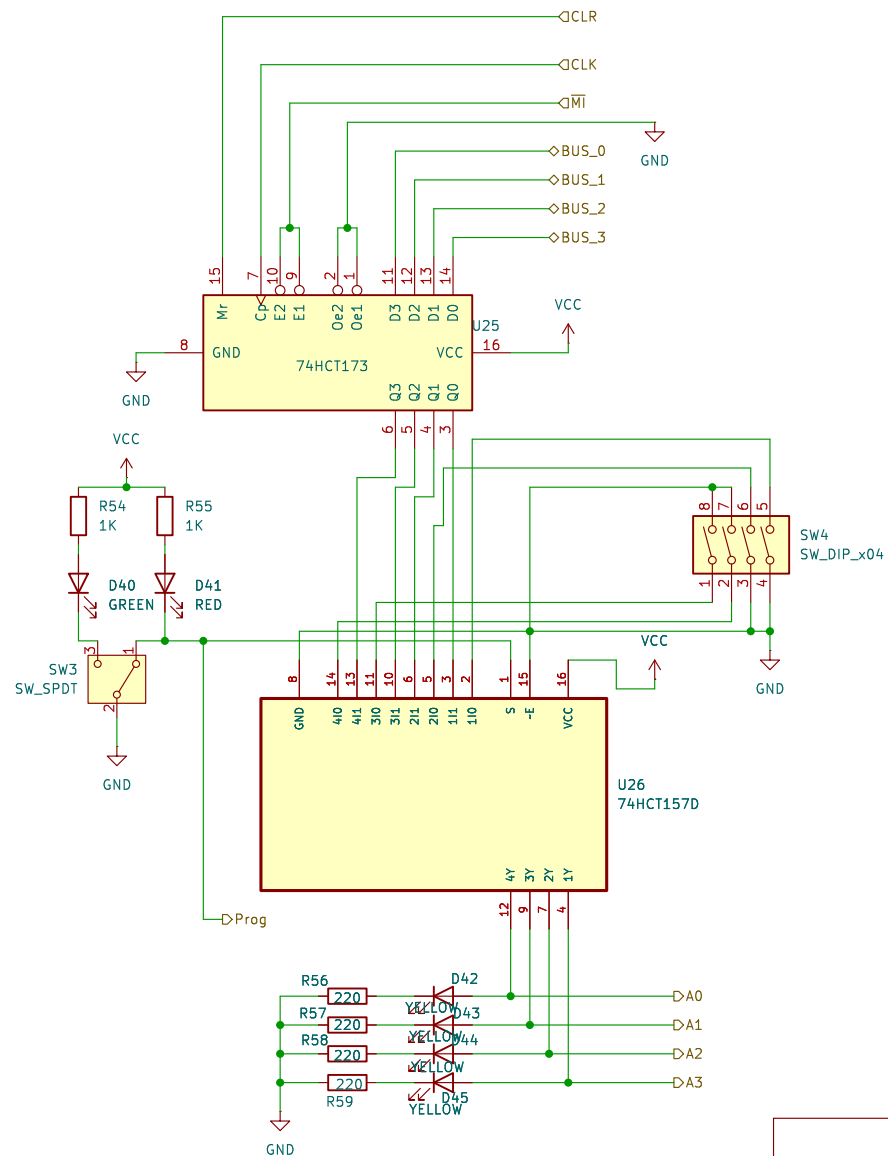 CLR
CLK
MI
GND
BUS_0
BUS_1
BUS_2
BUS_3
15
7
10
9
2
1
11
12
13
14
Mr
Cp
E2
E1
Oe2
Oe1
D3
D2
D1
D0
U25
VCC
8
GND
74HCT173
VCC
16
GND
Q3
Q2
Q1
Q0
6
5
4
3
VCC
R54
1K
R55
1K
8
7
6
5
SW4
SW_DIP_x04
1
2
3
4
D40
GREEN
D41
RED
3
1
SW3
SW_SPDT
2
GND
VCC
GND
8
14
13
11
10
6
5
3
2
1
15
16
GND
4I0
4I1
3I0
3I1
2I1
2I0
1I1
1I0
S
~E
VCC
U26
74HCT157D
4Y
3Y
2Y
1Y
12
9
7
4
Prog
R56
220
D42
YELLOW
A0
R57
220
D43
YELLOW
A1
R58
220
D44
YELLOW
A2
220
R59
D45
YELLOW
A3
GND